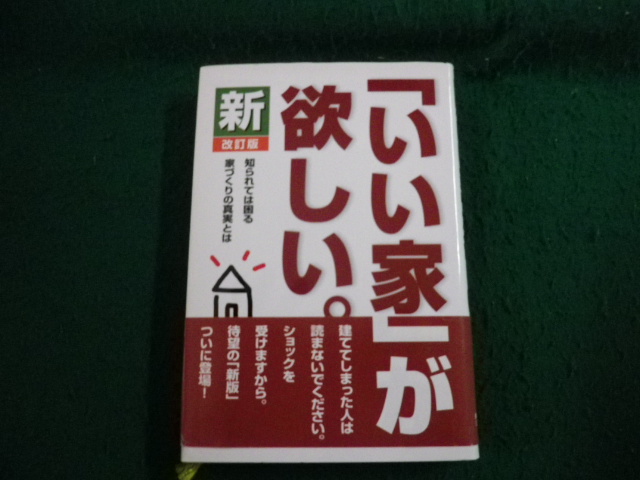 「いい家」が
欲しい。
新
改訂版
知られては困る
家づくりの真実とは
建ててしまった人は
読まないでください。
ショックを
受けますから。
待望の「新版」
ついに登場！